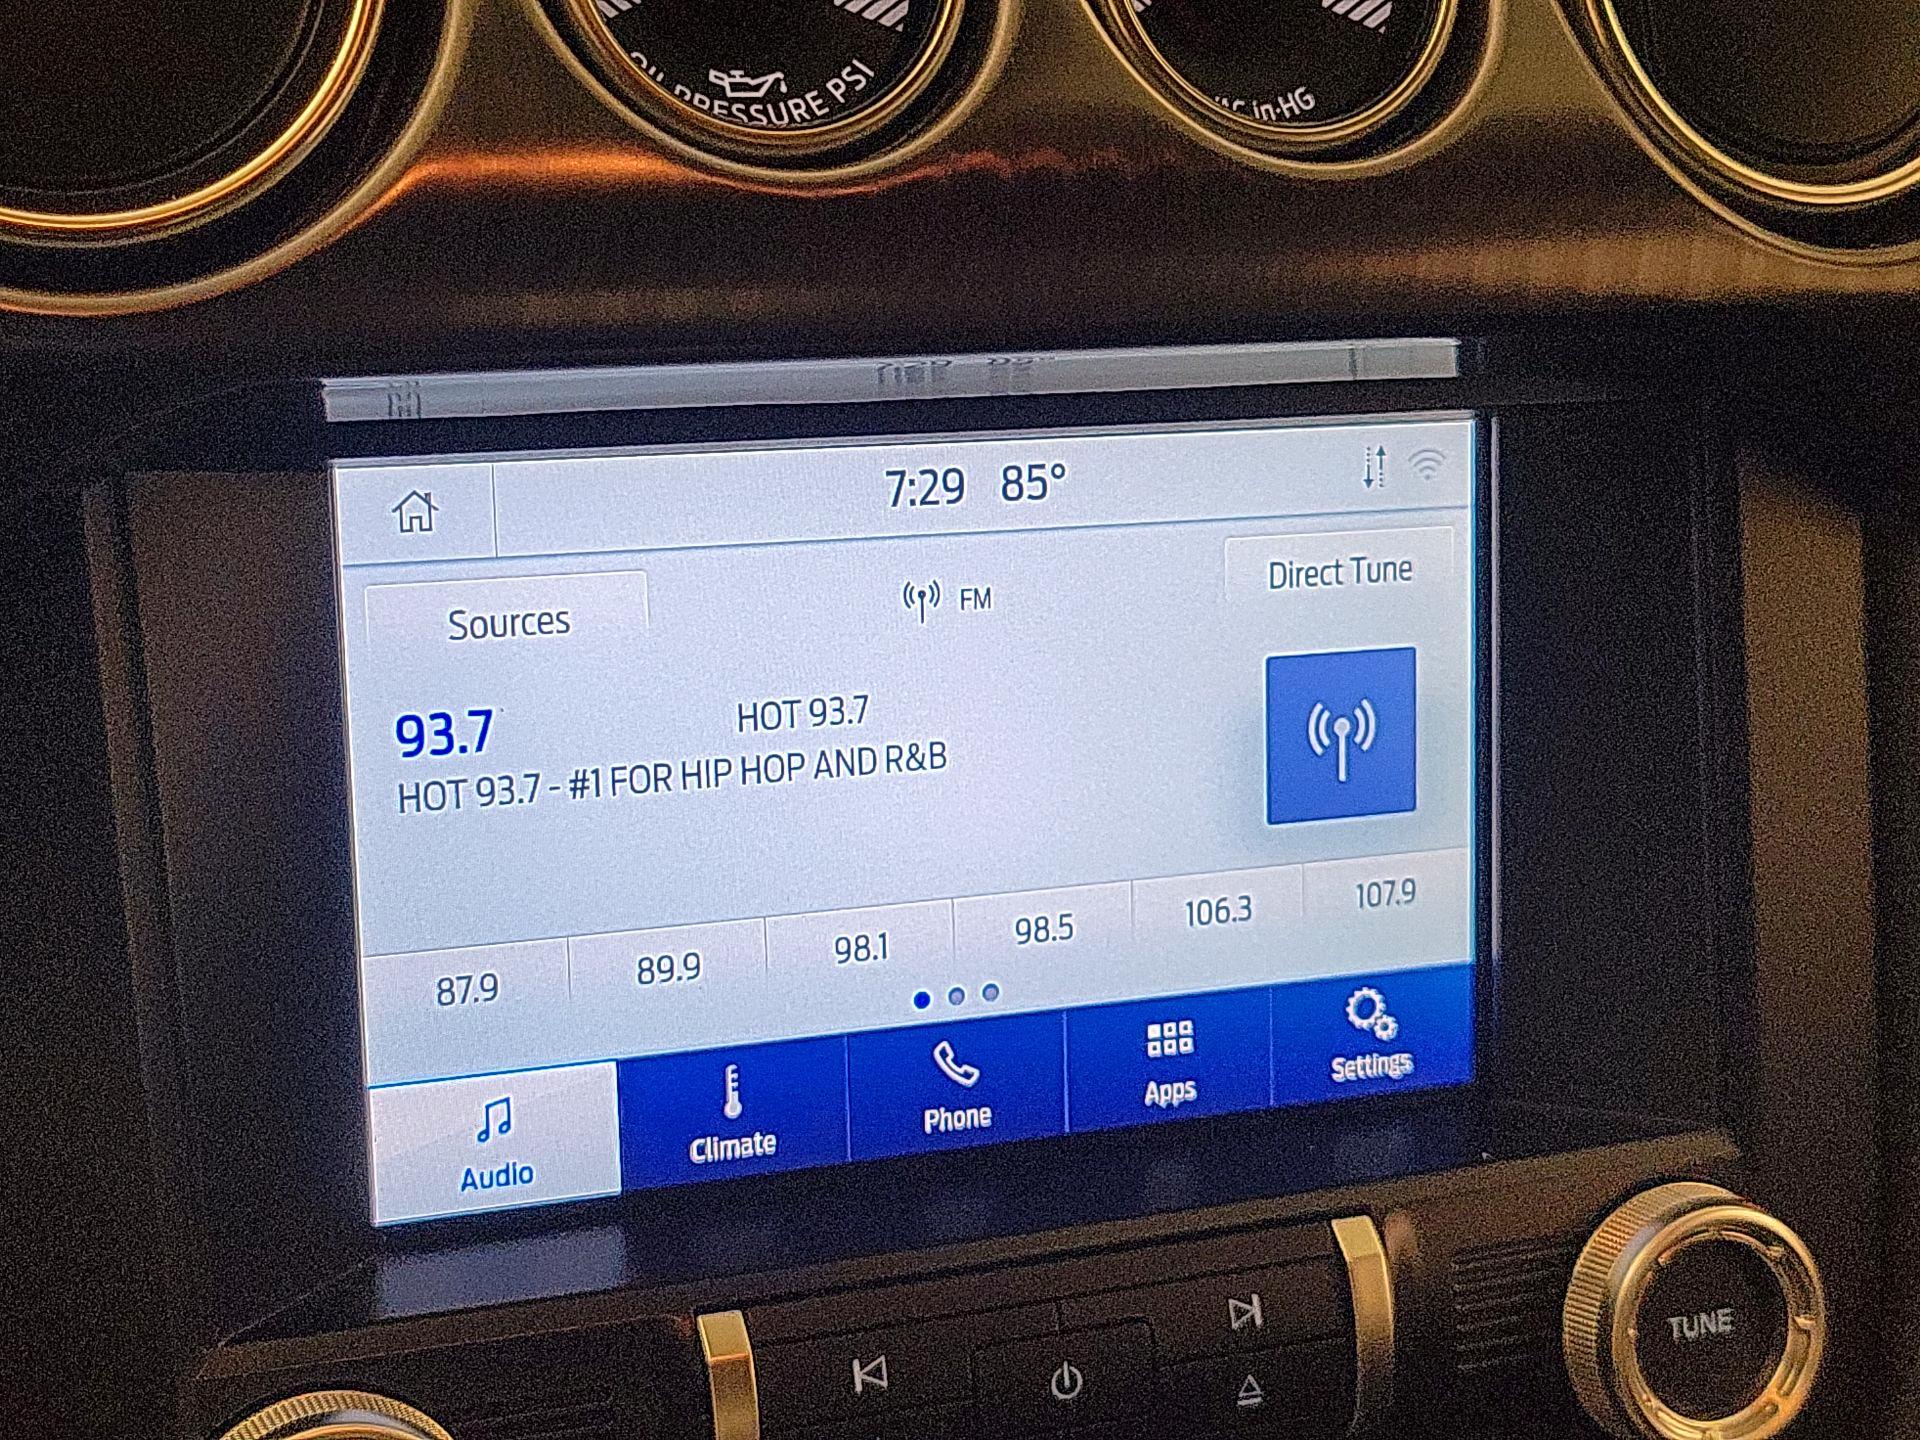 OIL PRESSURE PSI
in-HG
7:29 85°
Sources
FM
Direct Tune
93.7
HOT 93.7
HOT 93.7 - #1 FOR HIP HOP AND R&B
87.9
89.9
98.1
98.5
106.3
107.9
Audio
Climate
Phone
Apps
Settings
TUNE